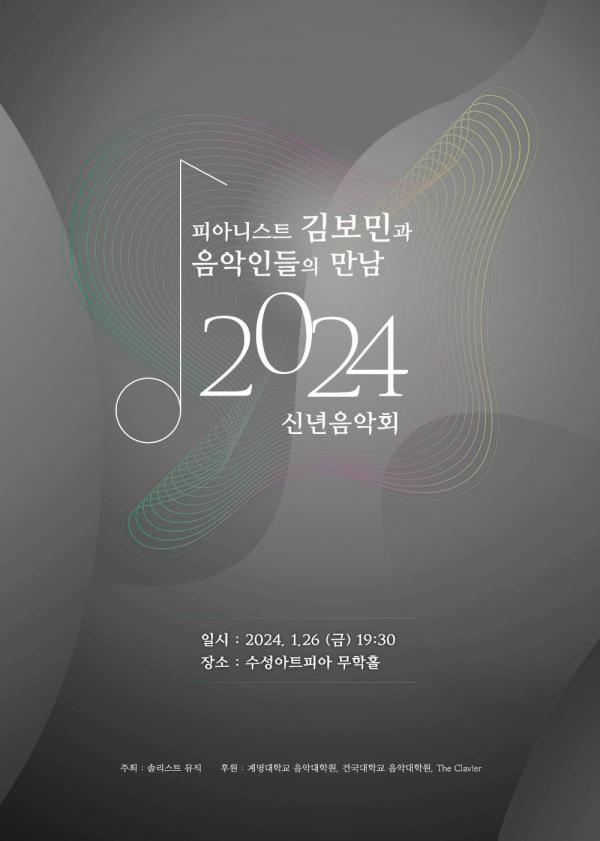 피아니스트 김보민과
음악인들의 만남
2024
신년음악회
일시 : 2024. 1.26 (금) 19:30
장소 : 수성아트피아 무학홀
주최 : 솔리스트 뮤직 후원 : 계명대학교 음악대학원, 건국대학교 음악대학원, The Clavier